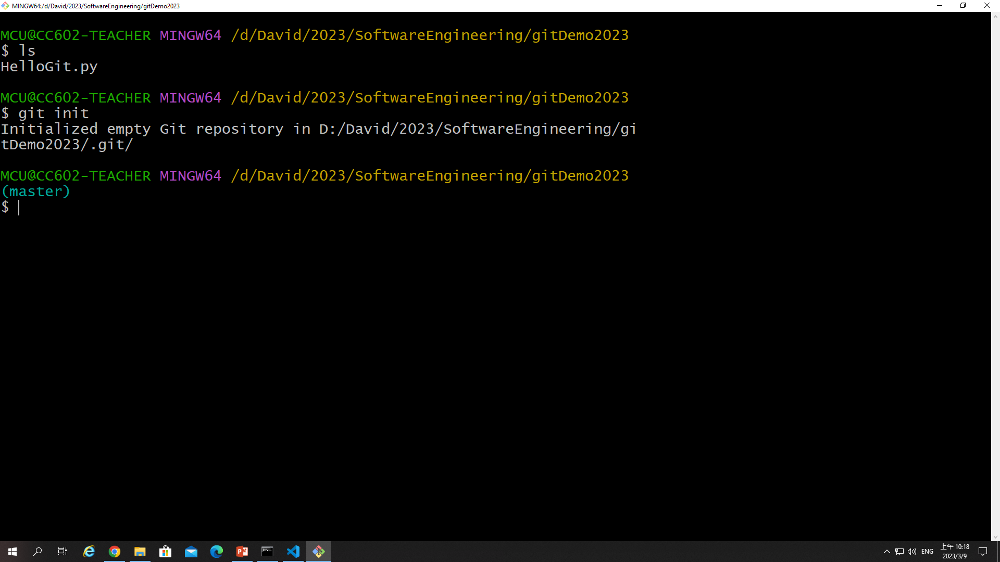 MINGW64:/d/David/2023/SoftwareEngineering/gitDemo2023
MCU@CC602-TEACHER MINGW64 /d/David/2023/SoftwareEngineering/gitDemo2023
$ ls
HelloGit.py
MCU@CC602-TEACHER MINGW64 /d/David/2023/SoftwareEngineering/gitDemo2023
$ git init
Initialized empty Git repository in D:/David/2023/SoftwareEngineering/gi
tDemo2023/.git/
MCU@CC602-TEACHER MINGW64 /d/David/2023/SoftwareEngineering/gitDemo2023
(master)
$
ENG
上午 10:18
2023/3/9